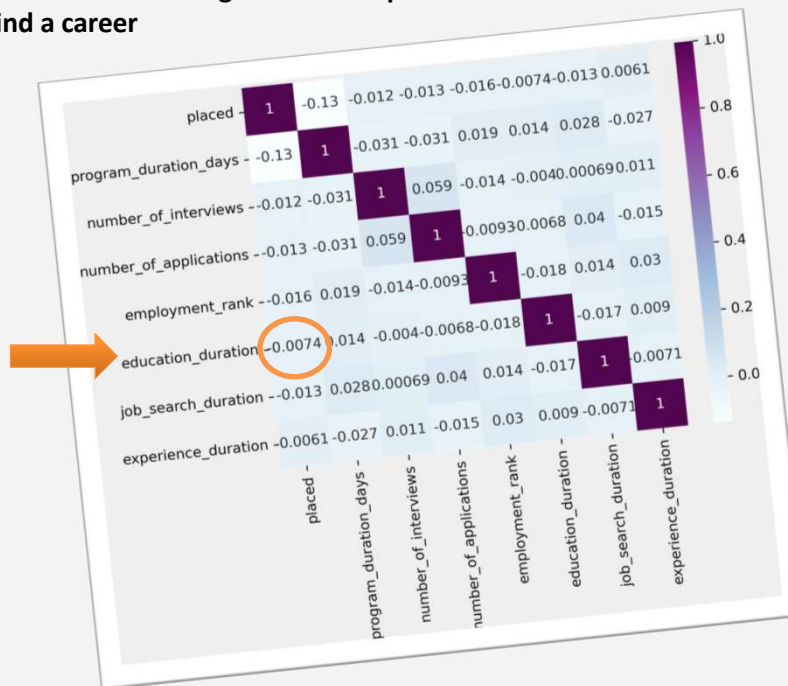 ind a career
placed 1 -0.13 -0.012 -0.013 -0.016 -0.0074 -0.013 0.0061
program_duration_days -0.13 1 -0.031 -0.031 0.019 0.014 0.028 -0.027
number_of_interviews -0.012 -0.031 1 0.059 -0.014 -0.004 0.00069 0.011
number_of_applications -0.013 -0.031 0.059 1 -0.0093 0.0068 0.04 -0.015
employment_rank -0.016 0.019 -0.014 -0.0093 1 -0.018 0.014 0.03
education_duration -0.0074 0.014 -0.004 -0.0068 -0.018 1 -0.017 0.009
job_search_duration -0.013 0.028 0.00069 0.04 0.014 -0.017 1 -0.0071
experience_duration -0.0061 -0.027 0.011 -0.015 0.03 0.009 -0.0071 1
placed
program_duration_days
number_of_interviews
number_of_applications
employment_rank
education_duration
job_search_duration
experience_duration
1.0
0.8
0.6
0.4
0.2
0.0